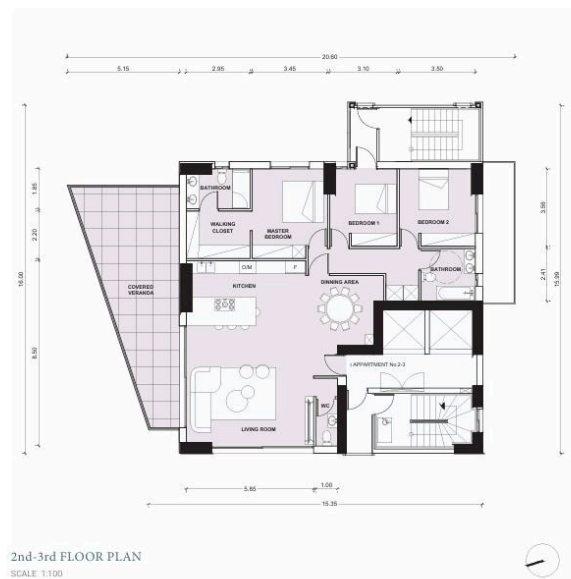 20.60
5.15
2.95
3.45
3.10
3.50
BATHROOM
WALKING
CLOSET
MASTER
BEDROOM
BEDROOM 1
BEDROOM 2
BATHROOM
1.85
2.20
8.50
16.00
3.56
2.41
15.99
COVERED
VERANDA
O/M
F
KITCHEN
DINNING AREA
APPARTMENT No.2-3
WC
LIVING ROOM
5.85
1.00
15.35
2nd-3rd FLOOR PLAN
SCALE 1:100